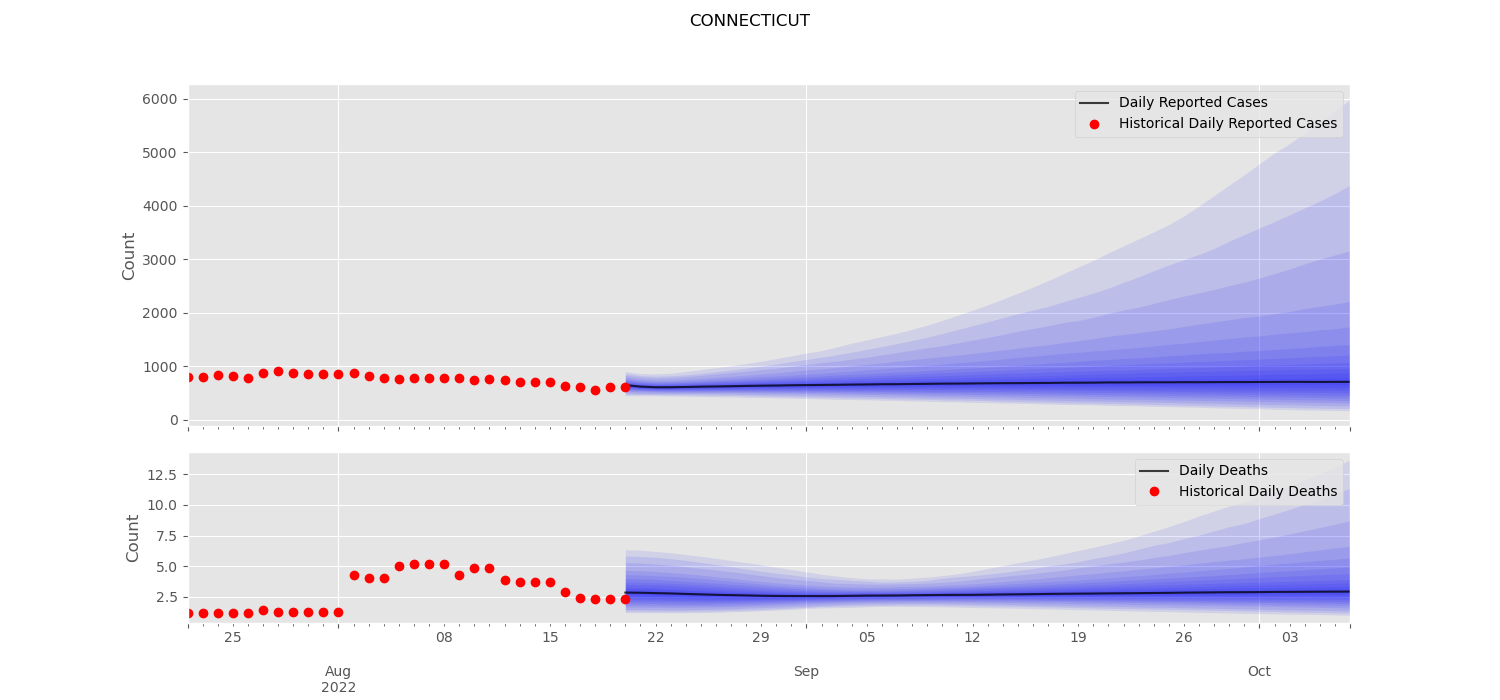 CONNECTICUT
6000
5000
4000
3000
2000
1000
0
Count
Daily Reported Cases
Historical Daily Reported Cases
12.5
10.0
7.5
5.0
2.5
Count
Daily Deaths
Historical Daily Deaths
25 08 15 22 29 05 12 19 26 03
Aug Sep Oct
2022